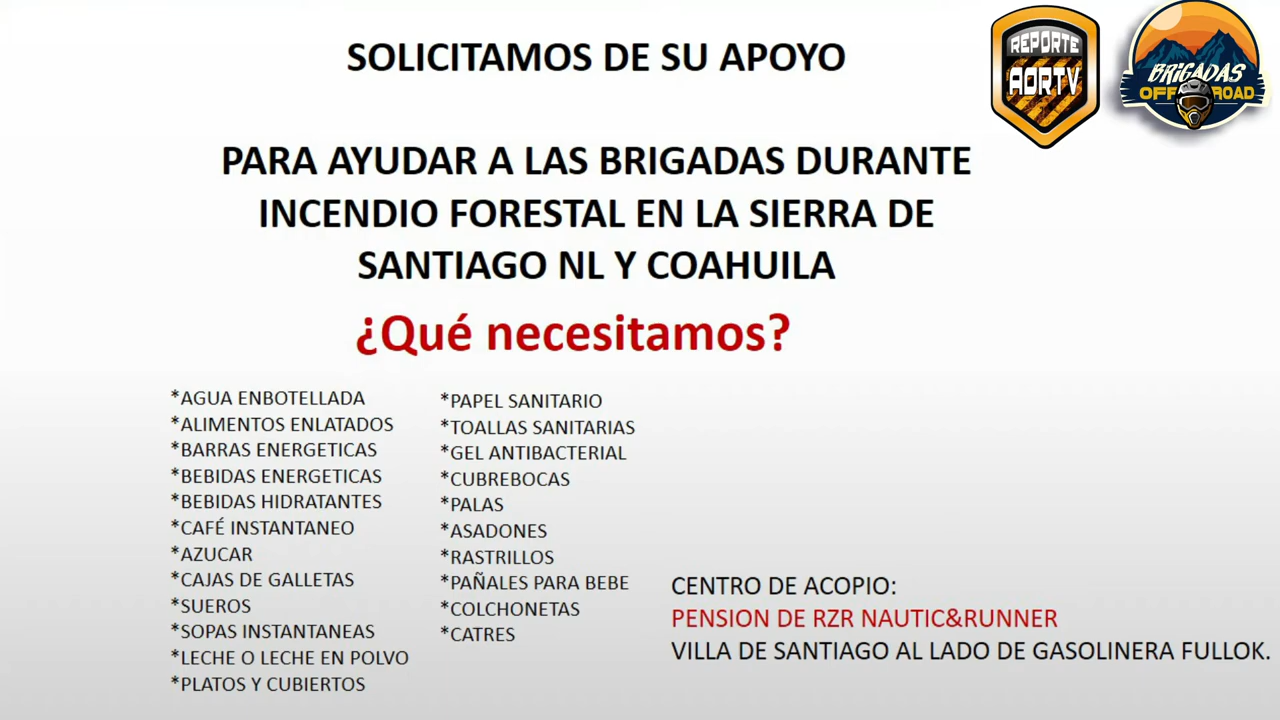 SOLICITAMOS DE SU APOYO
REPORTE
AORTV
BRIGADAS
OFF ROAD
PARA AYUDAR A LAS BRIGADAS DURANTE
INCENDIO FORESTAL EN LA SIERRA DE
SANTIAGO NL Y COAHUILA
¿Qué necesitamos?
*AGUA ENBOTELLADA
*ALIMENTOS ENLATADOS
*BARRAS ENERGETICAS
*BEBIDAS ENERGETICAS
*BEBIDAS HIDRATANTES
*CAFÉ INSTANTANEO
*AZUCAR
*CAJAS DE GALLETAS
*SUEROS
*SOPAS INSTANTANEAS
*LECHE O LECHE EN POLVO
*PLATOS Y CUBIERTOS
*PAPEL SANITARIO
*TOALLAS SANITARIAS
*GEL ANTIBACTERIAL
*CUBREBOCAS
*PALAS
*ASADONES
*RASTRILLOS
*PAÑALES PARA BEBE
*COLCHONETAS
*CATRES
CENTRO DE ACOPIO:
PENSION DE RZR NAUTIC&RUNNER
VILLA DE SANTIAGO AL LADO DE GASOLINERA FULLOK.